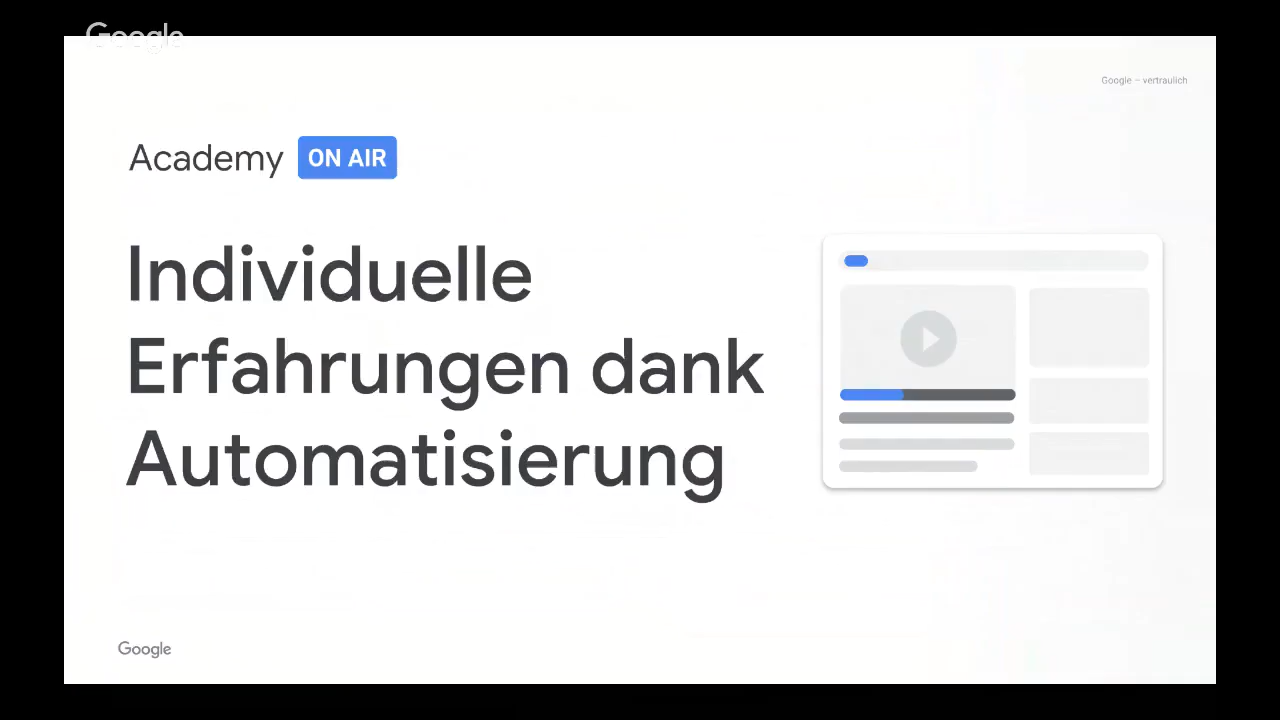 Google
Google – vertraulich
Academy ON AIR
Individuelle
Erfahrungen dank
Automatisierung
Google